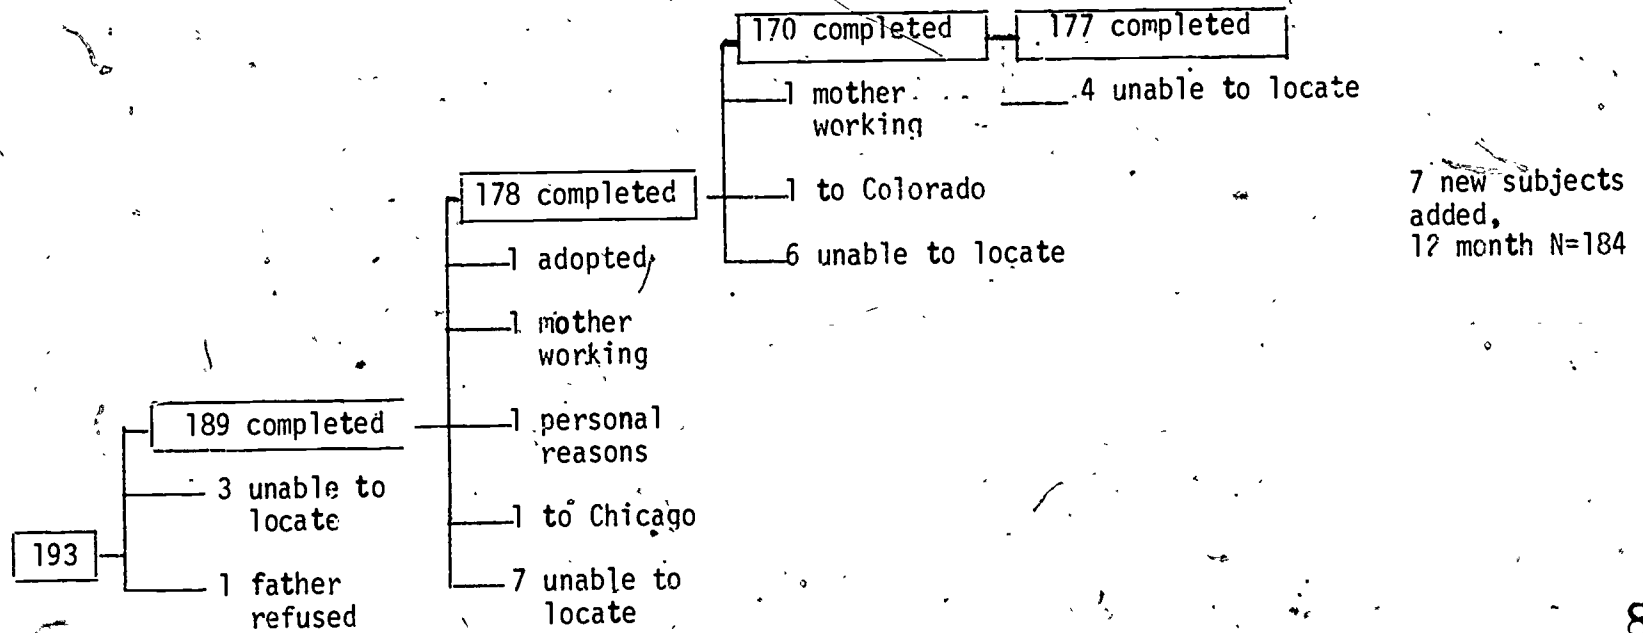 170 completed
177 completed
1 mother
working
4 unable to locate
1 to Colorado
6 unable to locate
7 new subjects
added,
12 month N=184
178 completed
1 adopted
1 mother
working
1 personal
reasons
1 to Chicago
7 unable to
locate
189 completed
3 unable to
locate
1 father
refused
193
8